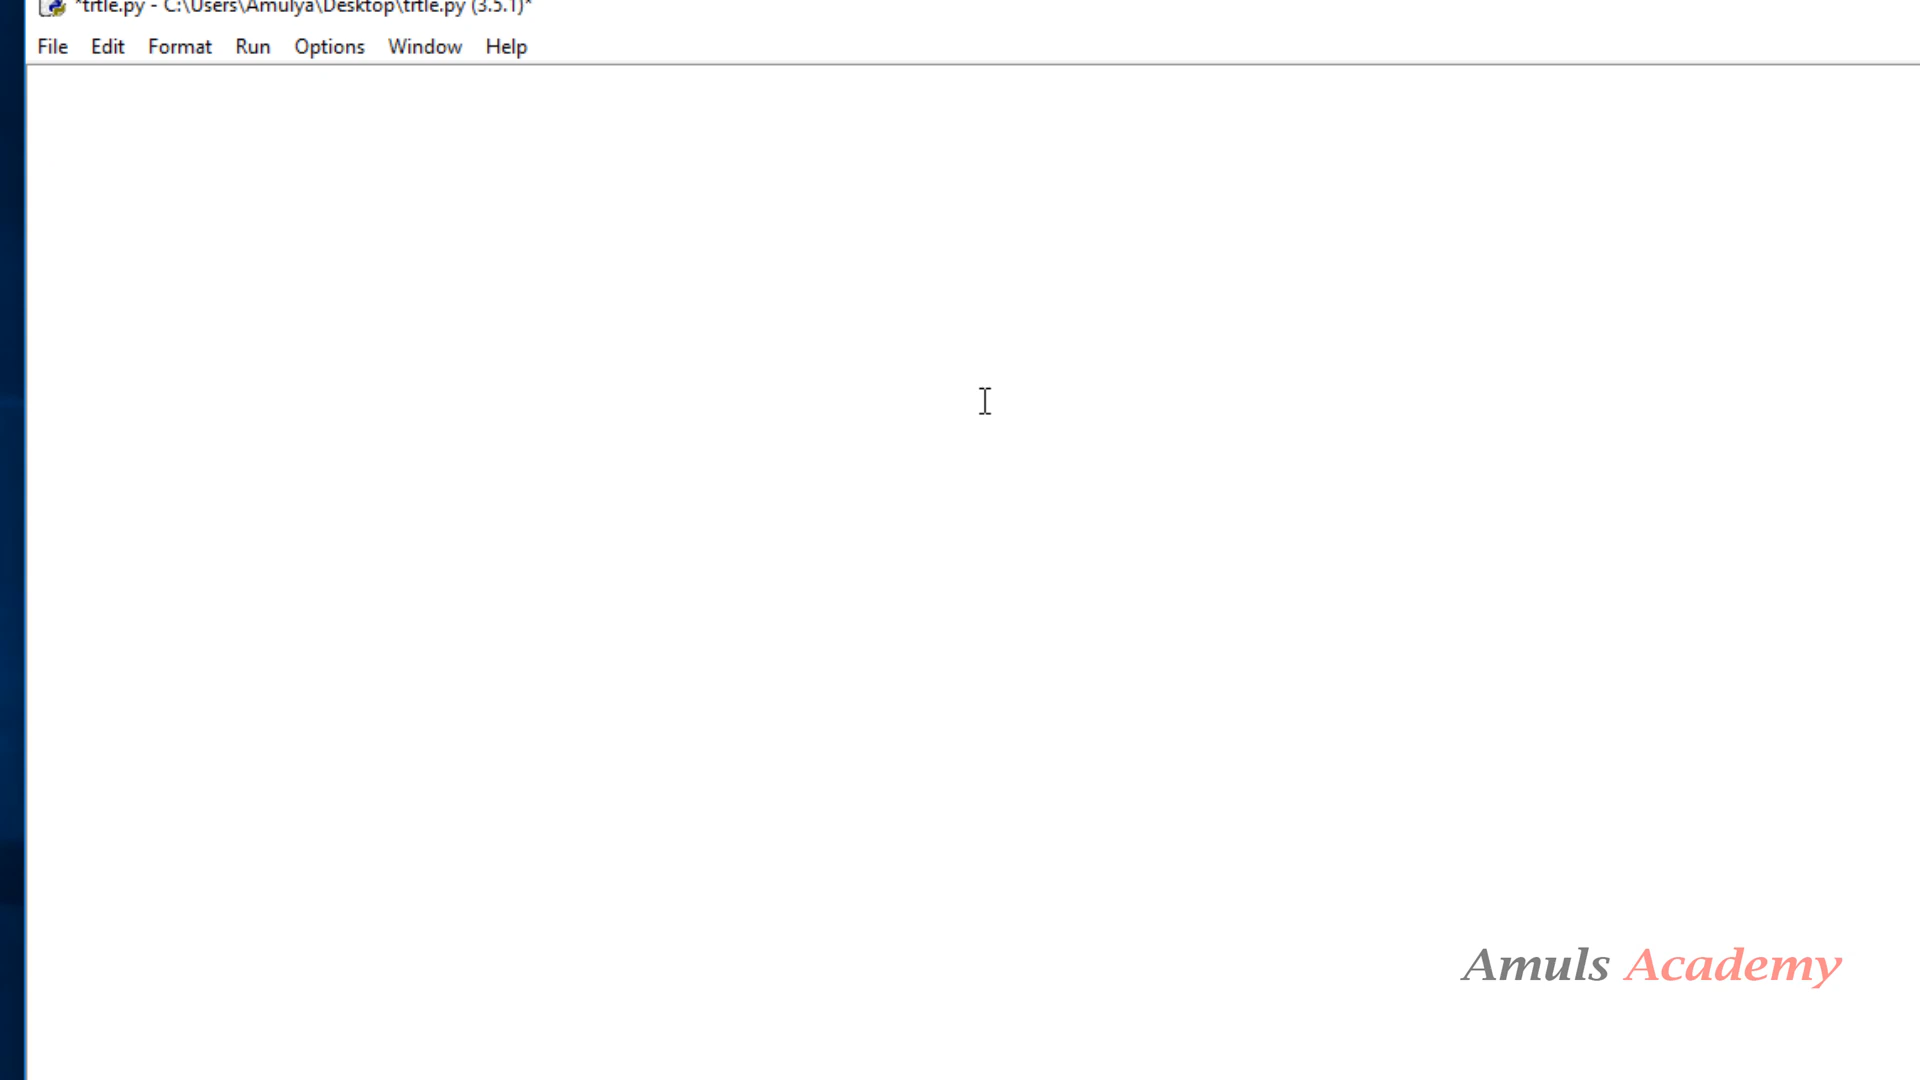 *trtle.py - C:\Users\Amulya\Desktop\trtle.py (3.5.1)*
File Edit Format Run Options Window Help
Amuls Academy